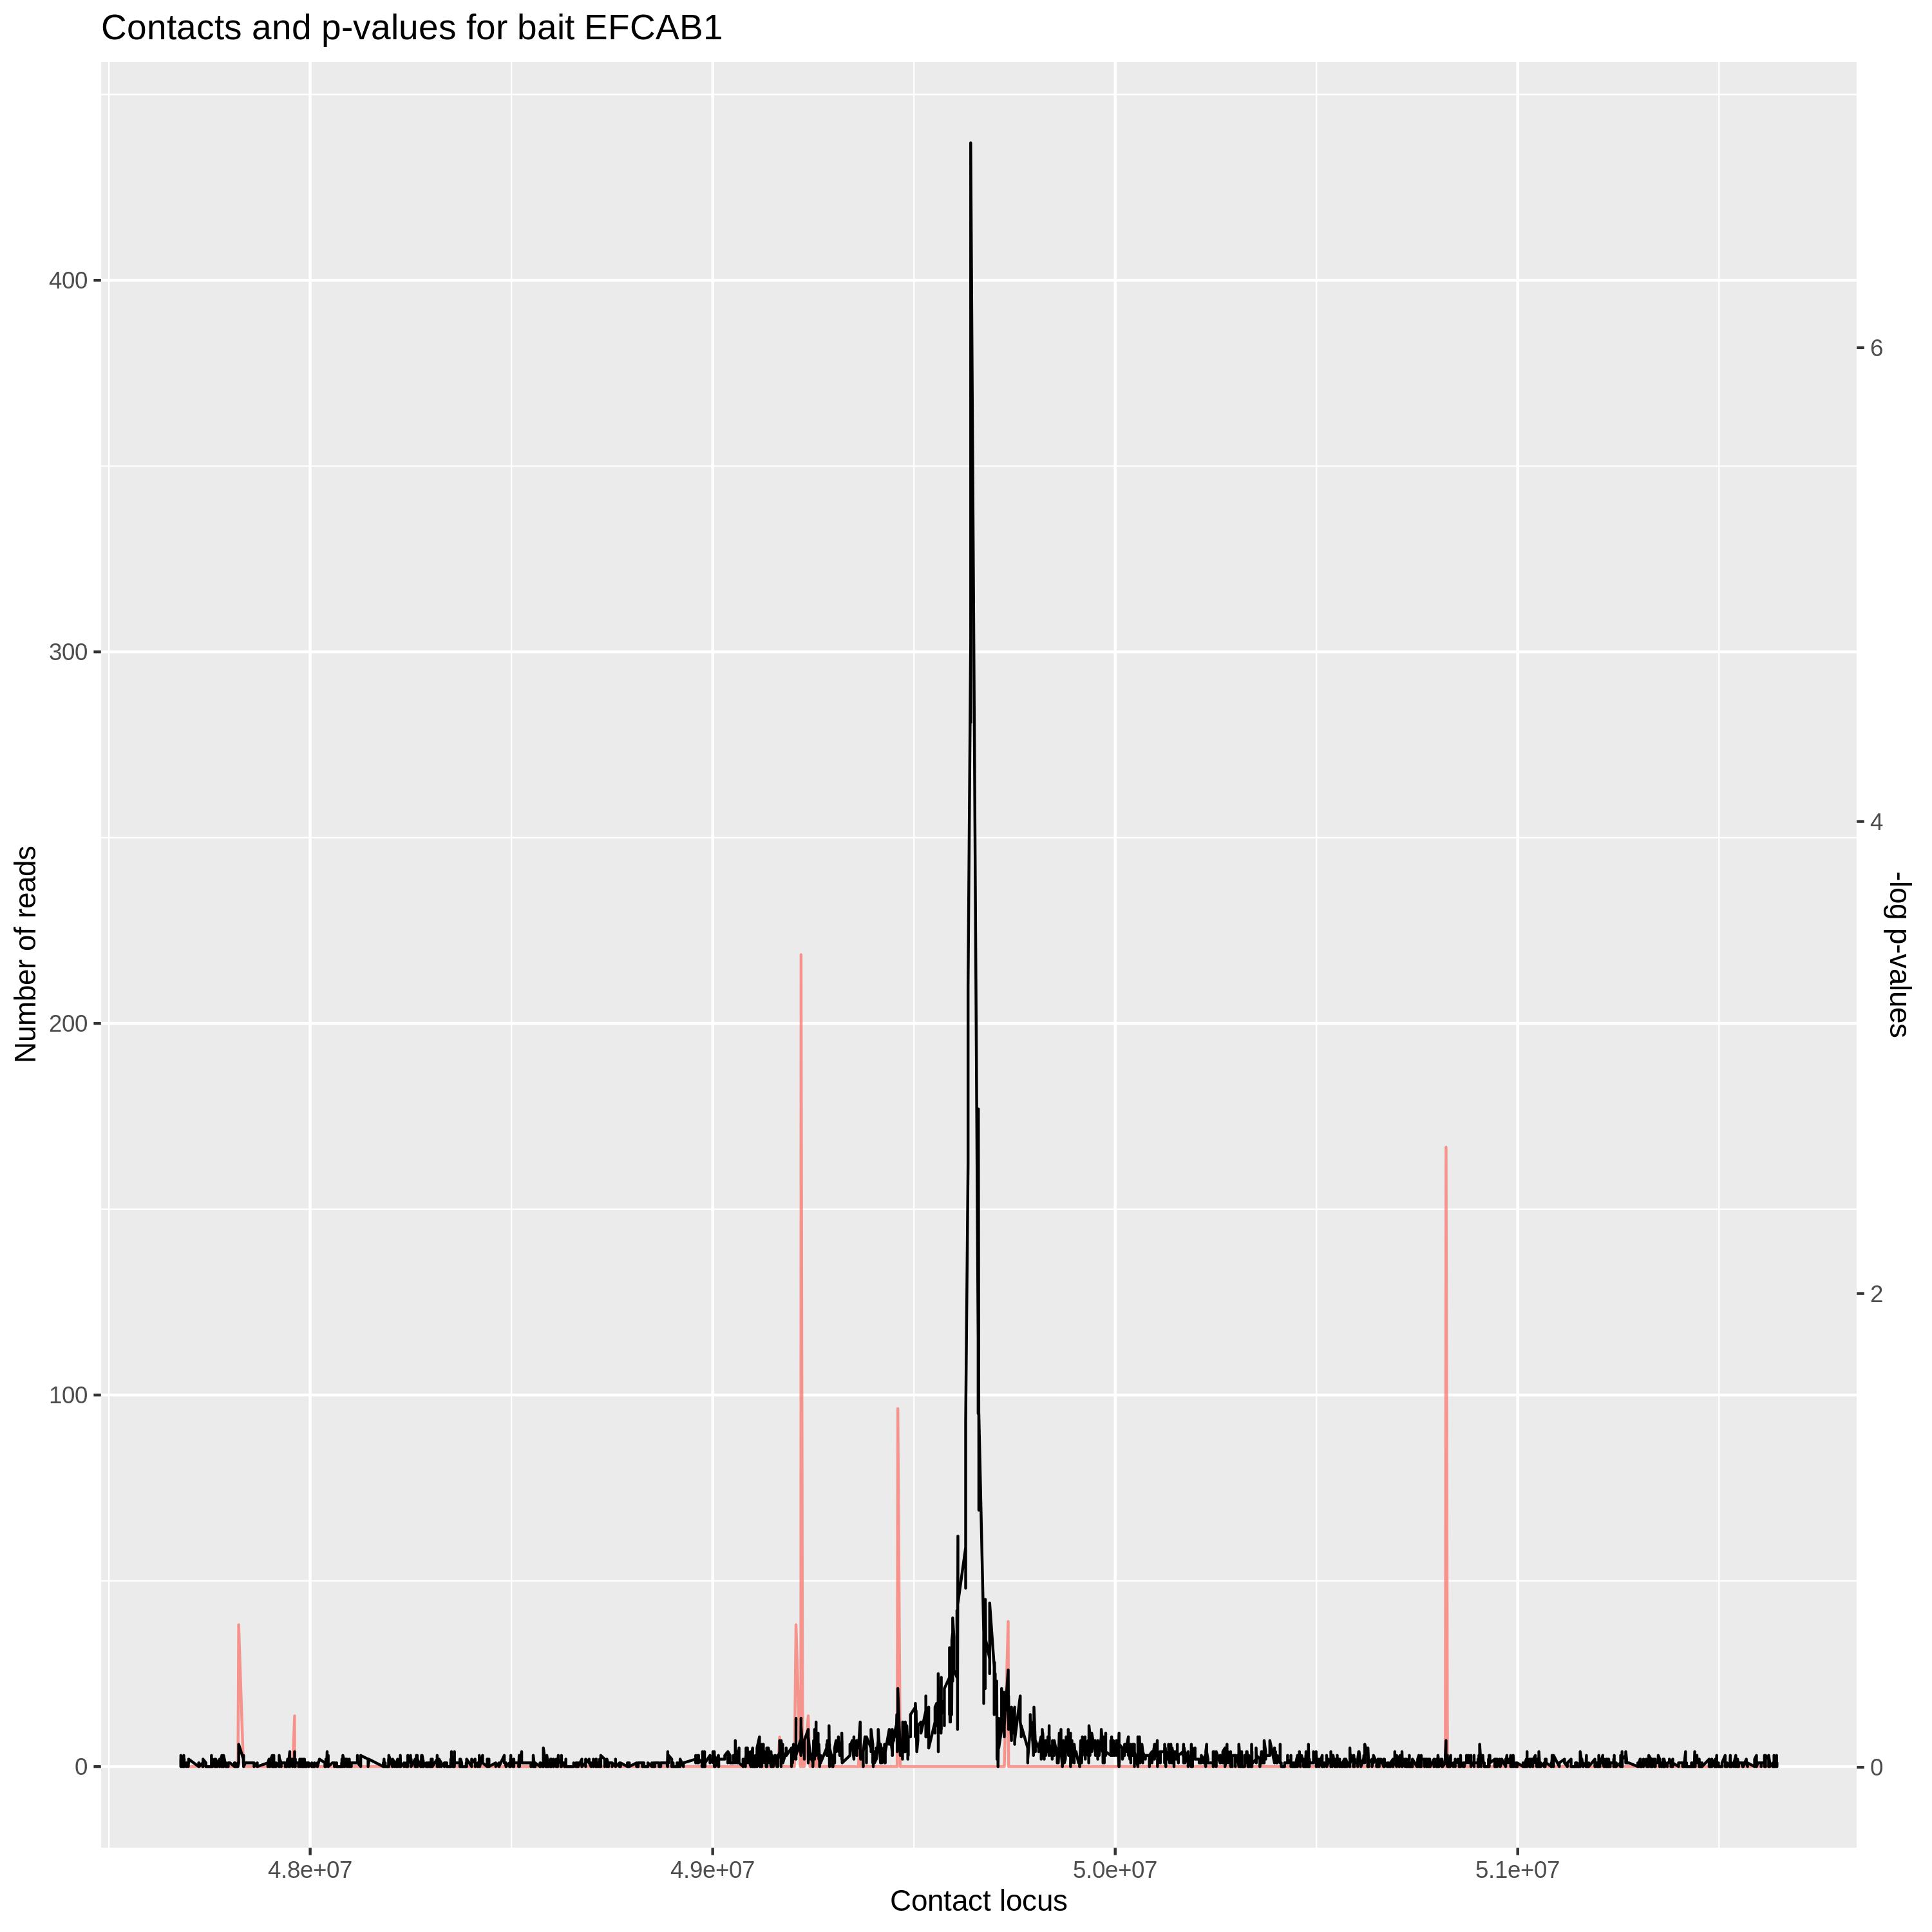 Contacts and p-values for bait EFCAB1
Number of reads
400
300
200
100
0
6
4
2
0
-log p-values
4.8e+07 4.9e+07 5.0e+07 5.1e+07
Contact locus